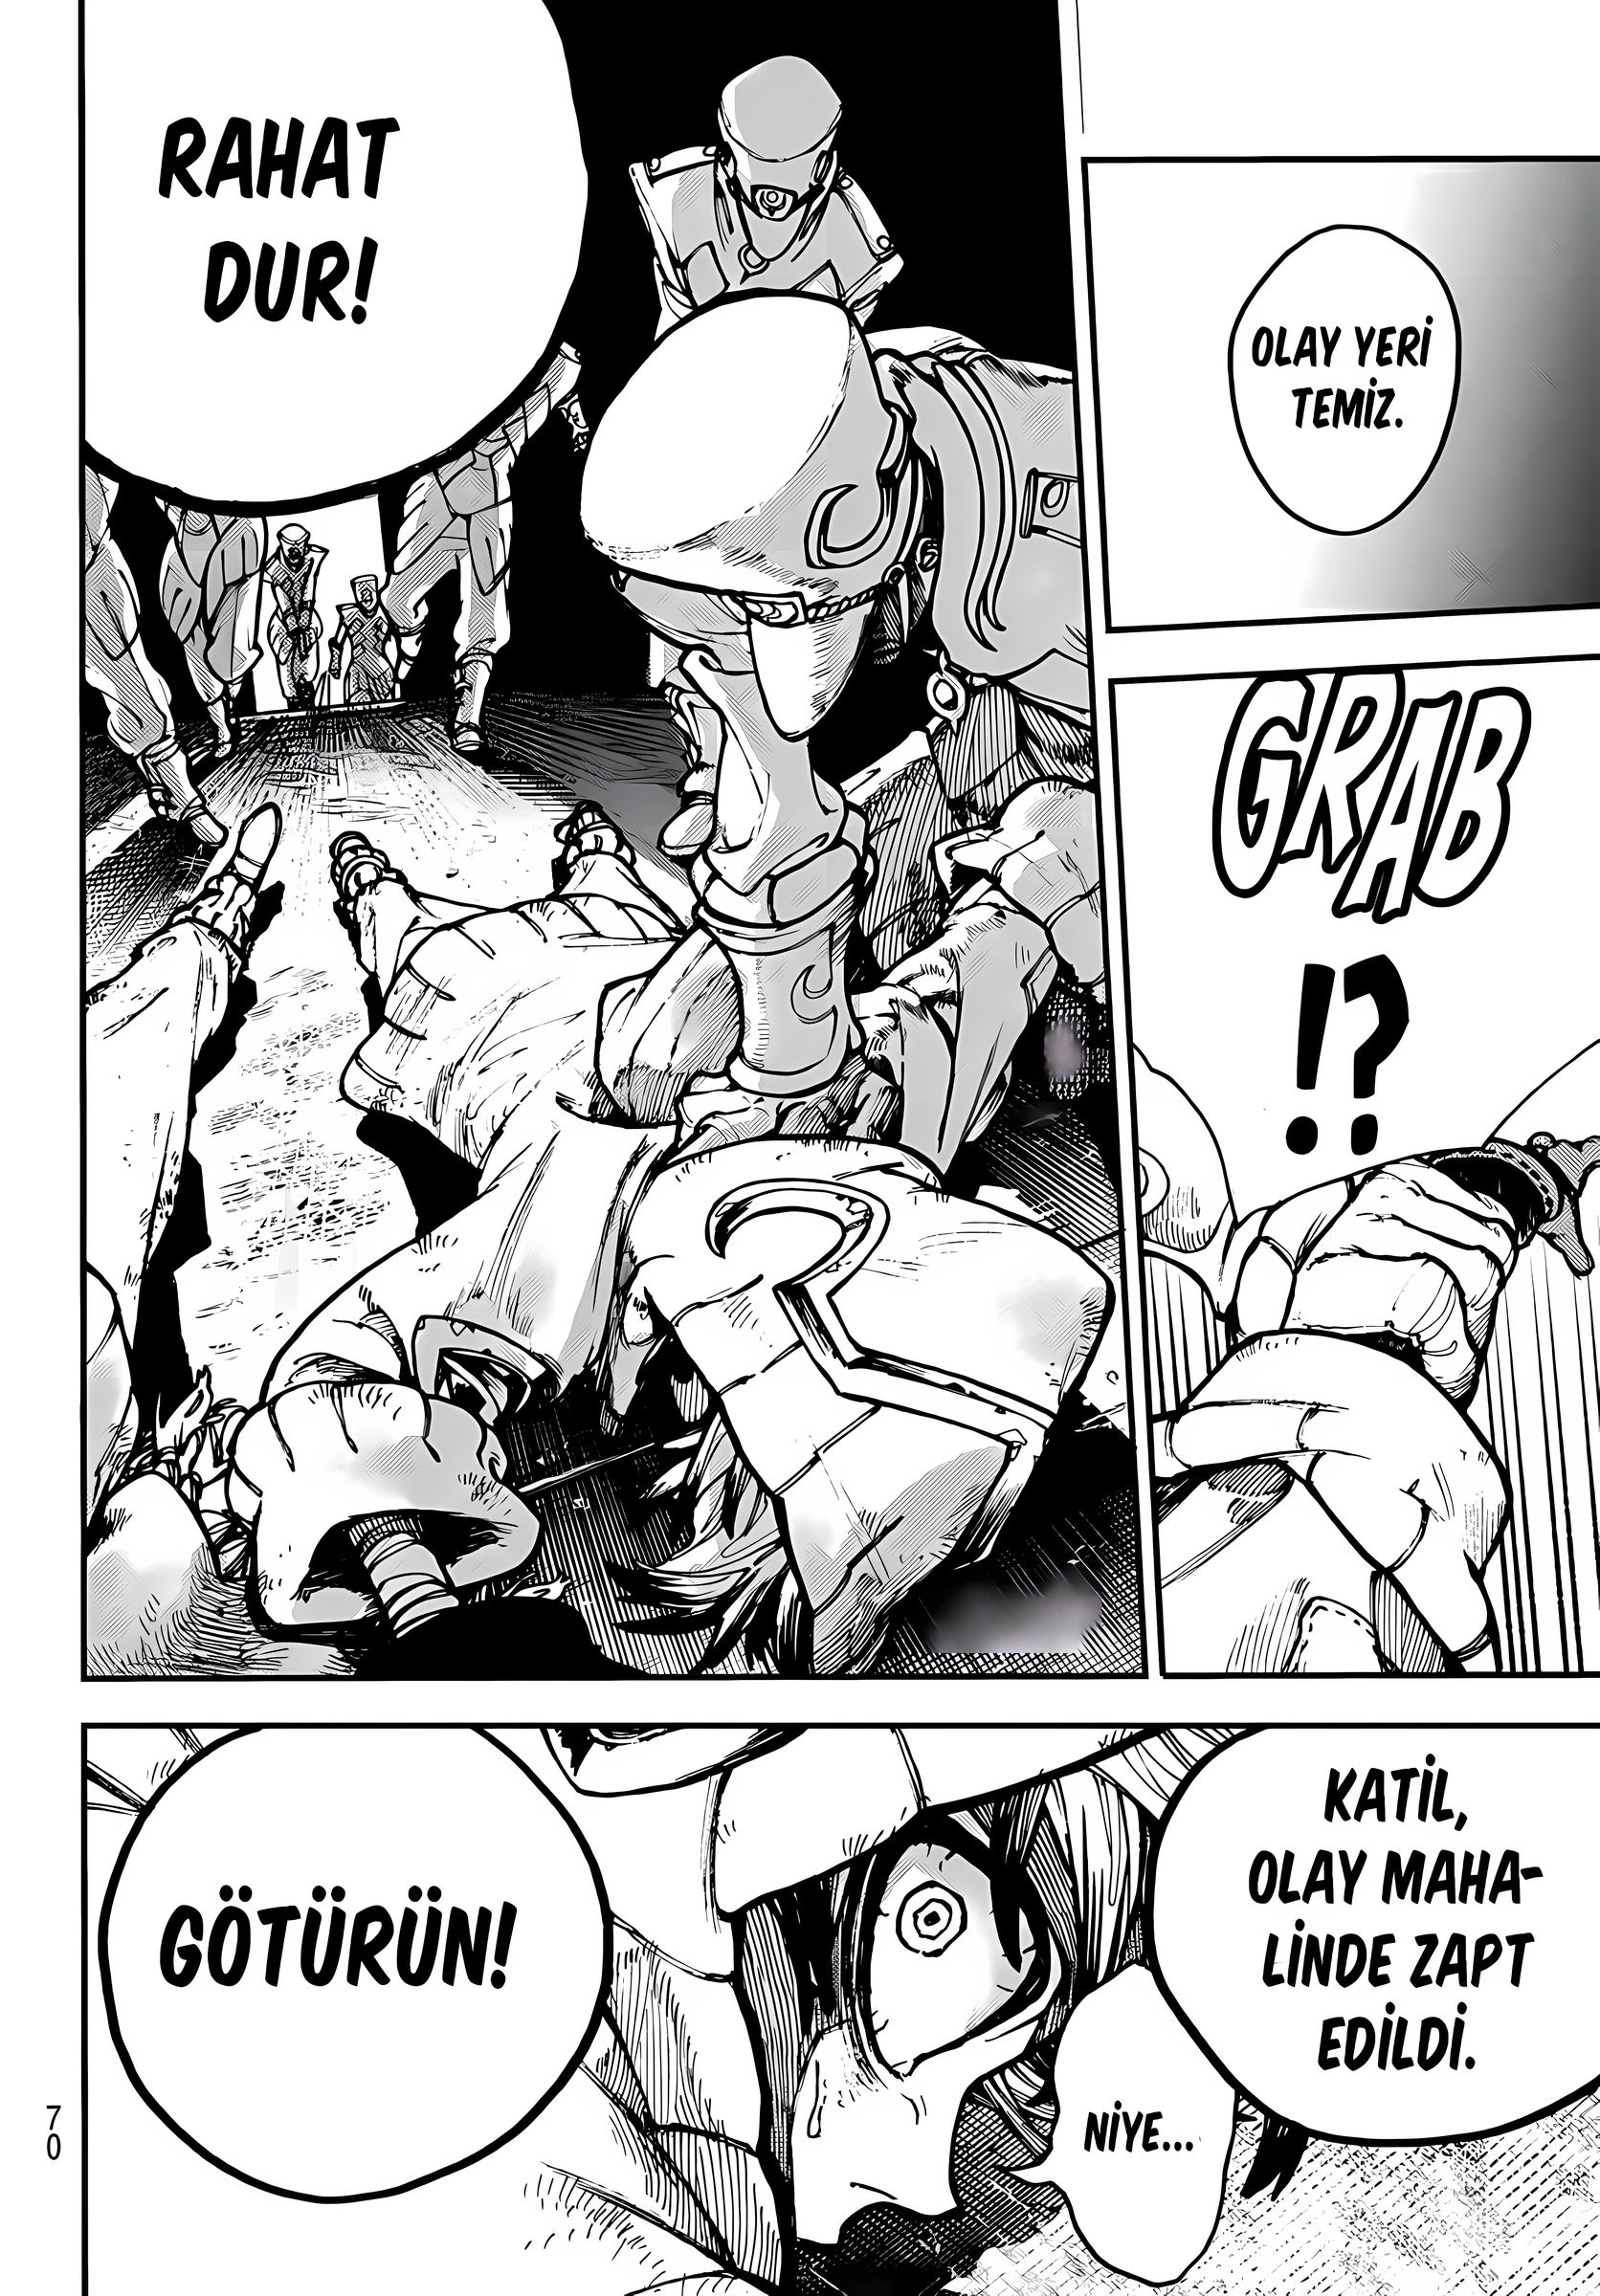 OLAY YERİ
TEMİZ.
GRAB
!?
RAHAT
DUR!
KATİL,
OLAY MAHA-
LİNDE ZAPT
EDİLDİ.
NİYE...
GÖTÜRÜN!
70